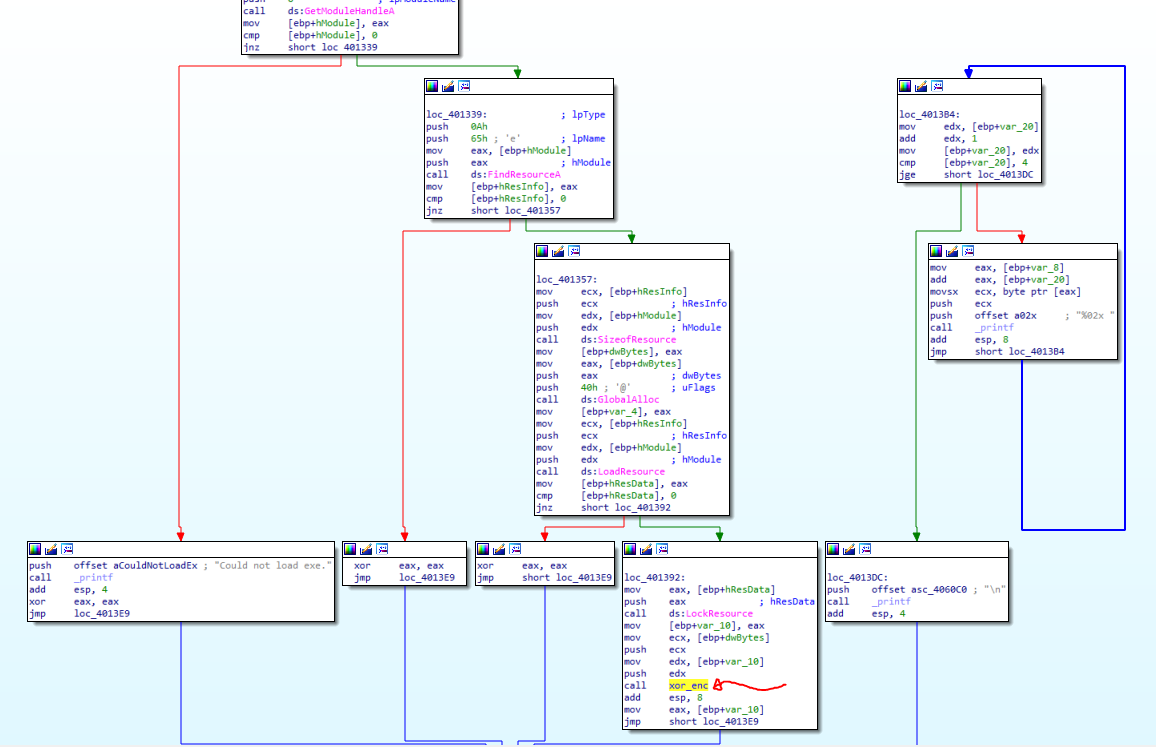 call ds:GetModuleHandleA
mov [ebp+hModule], eax
cmp [ebp+hModule], 0
jnz short loc_401339
loc_401339: ; lpType
push 0Ah
push 65h ; 'e' ; lpName
mov eax, [ebp+hModule]
push eax ; hModule
call ds:FindResourceA
mov [ebp+hResInfo], eax
cmp [ebp+hResInfo], 0
jnz short loc_401357
loc_4013B4:
mov edx, [ebp+var_20]
add edx, 1
mov [ebp+var_20], edx
cmp [ebp+var_20], 4
jge short loc_4013DC
loc_401357:
mov ecx, [ebp+hResInfo]
push ecx ; hResInfo
mov edx, [ebp+hModule]
push edx ; hModule
call ds:SizeofResource
mov [ebp+dwBytes], eax
mov eax, [ebp+dwBytes]
push eax ; dwBytes
push 40h ; '@' ; uFlags
call ds:GlobalAlloc
mov [ebp+var_4], eax
mov ecx, [ebp+hResInfo]
push ecx ; hResInfo
mov edx, [ebp+hModule]
push edx ; hModule
call ds:LoadResource
mov [ebp+hResData], eax
cmp [ebp+hResData], 0
jnz short loc_401392
mov eax, [ebp+var_8]
add eax, [ebp+var_20]
movsx ecx, byte ptr [eax]
push ecx
push offset a02x ; "%02x "
call _printf
add esp, 8
jmp short loc_4013B4
push offset aCouldNotLoadEx ; "Could not load exe."
call _printf
add esp, 4
xor eax, eax
jmp loc_4013E9
xor eax, eax
jmp loc_4013E9
xor eax, eax
jmp short loc_4013E9
loc_401392:
mov eax, [ebp+hResData]
push eax ; hResData
call ds:LockResource
mov [ebp+var_10], eax
mov ecx, [ebp+dwBytes]
push ecx
mov edx, [ebp+var_10]
push edx
call xor_enc
add esp, 8
mov eax, [ebp+var_10]
jmp short loc_4013E9
loc_4013DC:
push offset asc_4060C0 ; "\n"
call _printf
add esp, 4